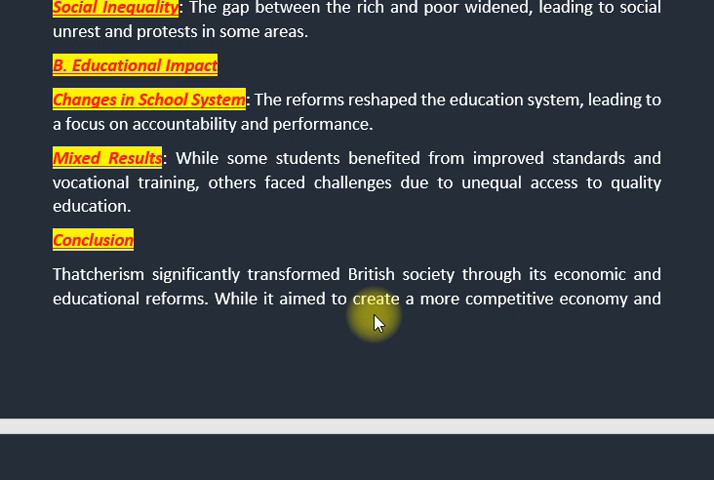 Social Inequality: The gap between the rich and poor widened, leading to social
unrest and protests in some areas.
B. Educational Impact
Changes in School System: The reforms reshaped the education system, leading to
a focus on accountability and performance.
Mixed Results: While some students benefited from improved standards and
vocational training, others faced challenges due to unequal access to quality
education.
Conclusion
Thatcherism significantly transformed British society through its economic and
educational reforms. While it aimed to create a more competitive economy and